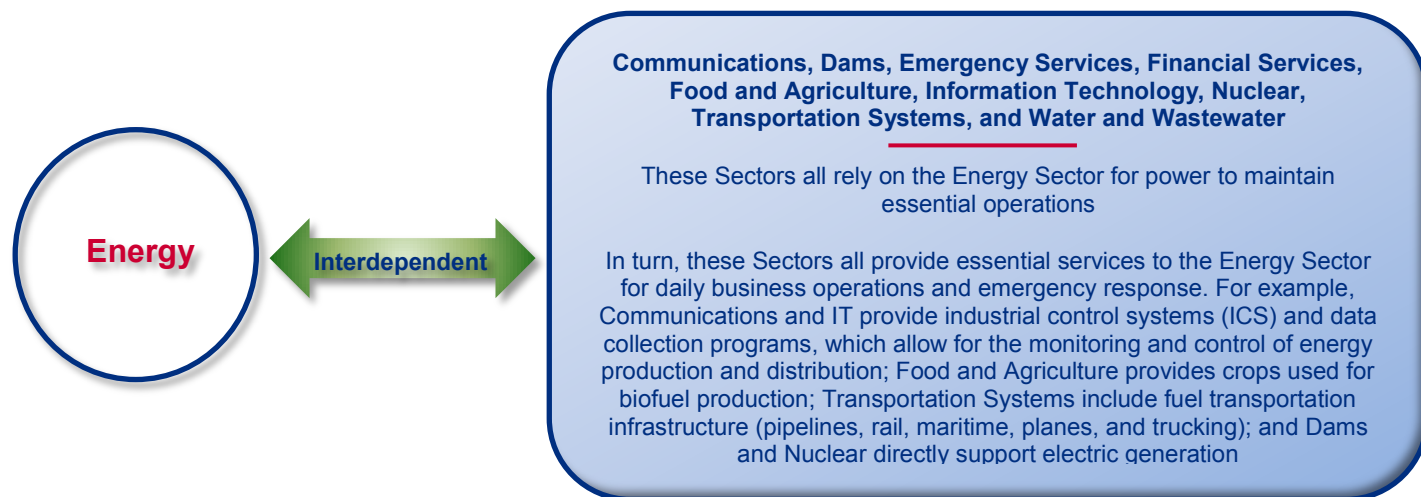 Energy
Interdependent
Communications, Dams, Emergency Services, Financial Services,
Food and Agriculture, Information Technology, Nuclear,
Transportation Systems, and Water and Wastewater
These Sectors all rely on the Energy Sector for power to maintain
essential operations
In turn, these Sectors all provide essential services to the Energy Sector
for daily business operations and emergency response. For example,
Communications and IT provide industrial control systems (ICS) and data
collection programs, which allow for the monitoring and control of energy
production and distribution; Food and Agriculture provides crops used for
biofuel production; Transportation Systems include fuel transportation
infrastructure (pipelines, rail, maritime, planes, and trucking); and Dams
and Nuclear directly support electric generation